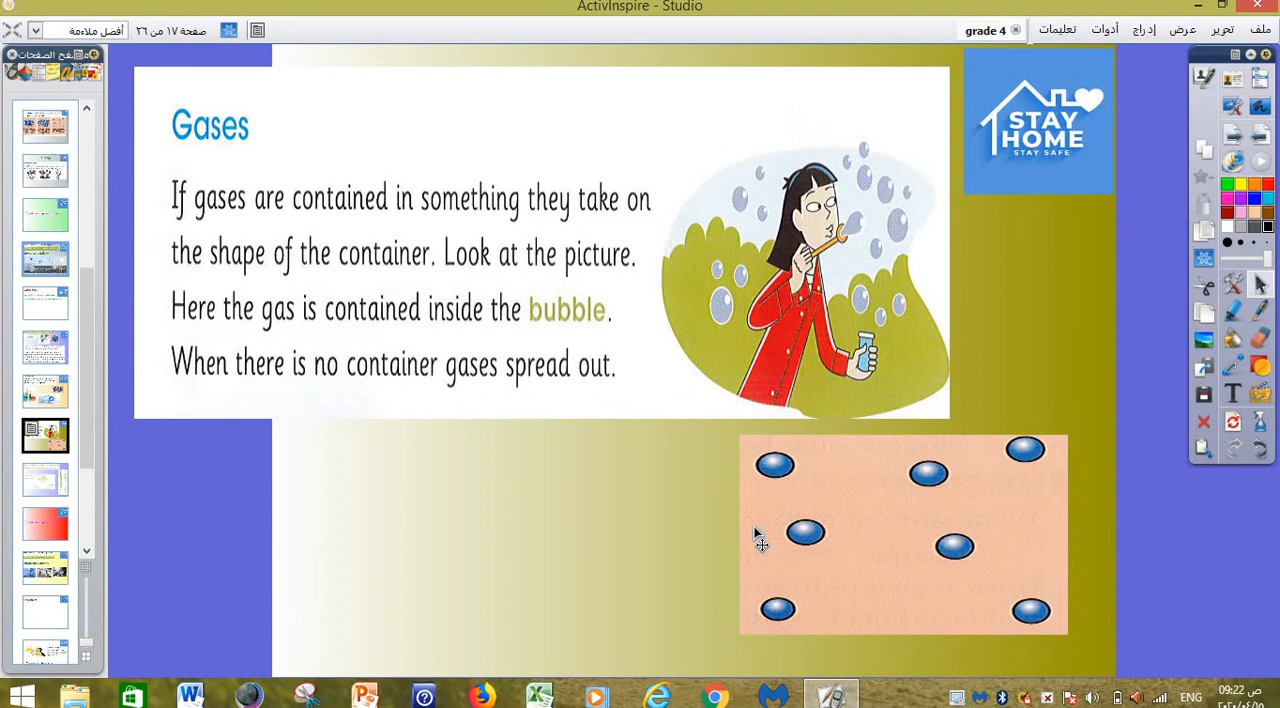 ActivInspire - Studio
ملف تحرير عرض إدراج أدوات تعليمات
grade 4
صفحة ١٧ من ٢٦
أفضل ملاءمة
Gases
If gases are contained in something they take on
the shape of the container. Look at the picture.
Here the gas is contained inside the bubble.
When there is no container gases spread out.
STAY
HOME
STAY SAFE
ENG
09:22 ص